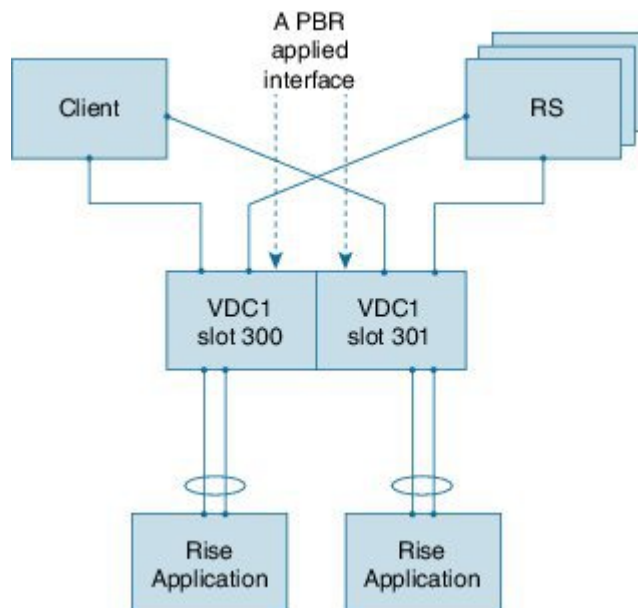 A PBR
applied
interface
Client
RS
VDC1
slot 300
VDC1
slot 301
Rise
Application
Rise
Application